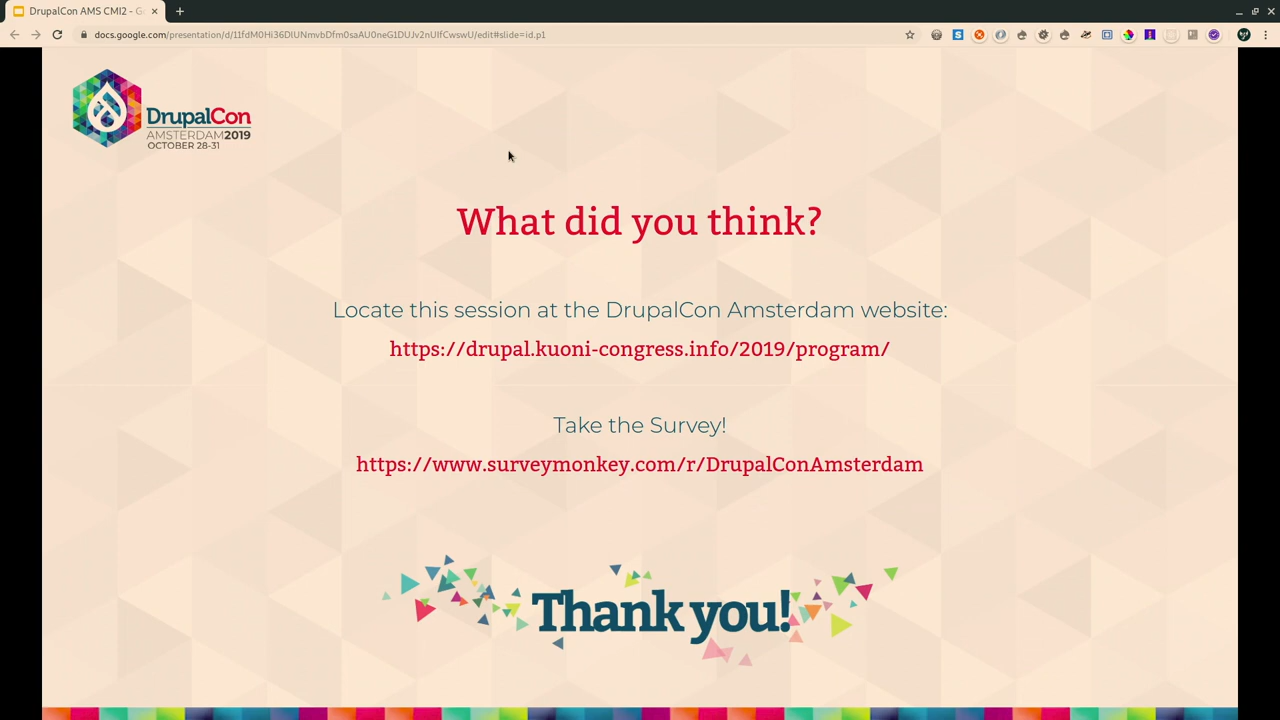 DrupalCon AMS CMI2 - G
docs.google.com/presentation/d/11fdM0Hi36DIUNmvbDfm0saAU0neG1DUJv2nUIfCwswU/edit#slide=id.p1
DrupalCon
AMSTERDAM2019
OCTOBER 28-31
What did you think?
Locate this session at the DrupalCon Amsterdam website:
https://drupal.kuoni-congress.info/2019/program/
Take the Survey!
https://www.surveymonkey.com/r/DrupalConAmsterdam
Thank you!